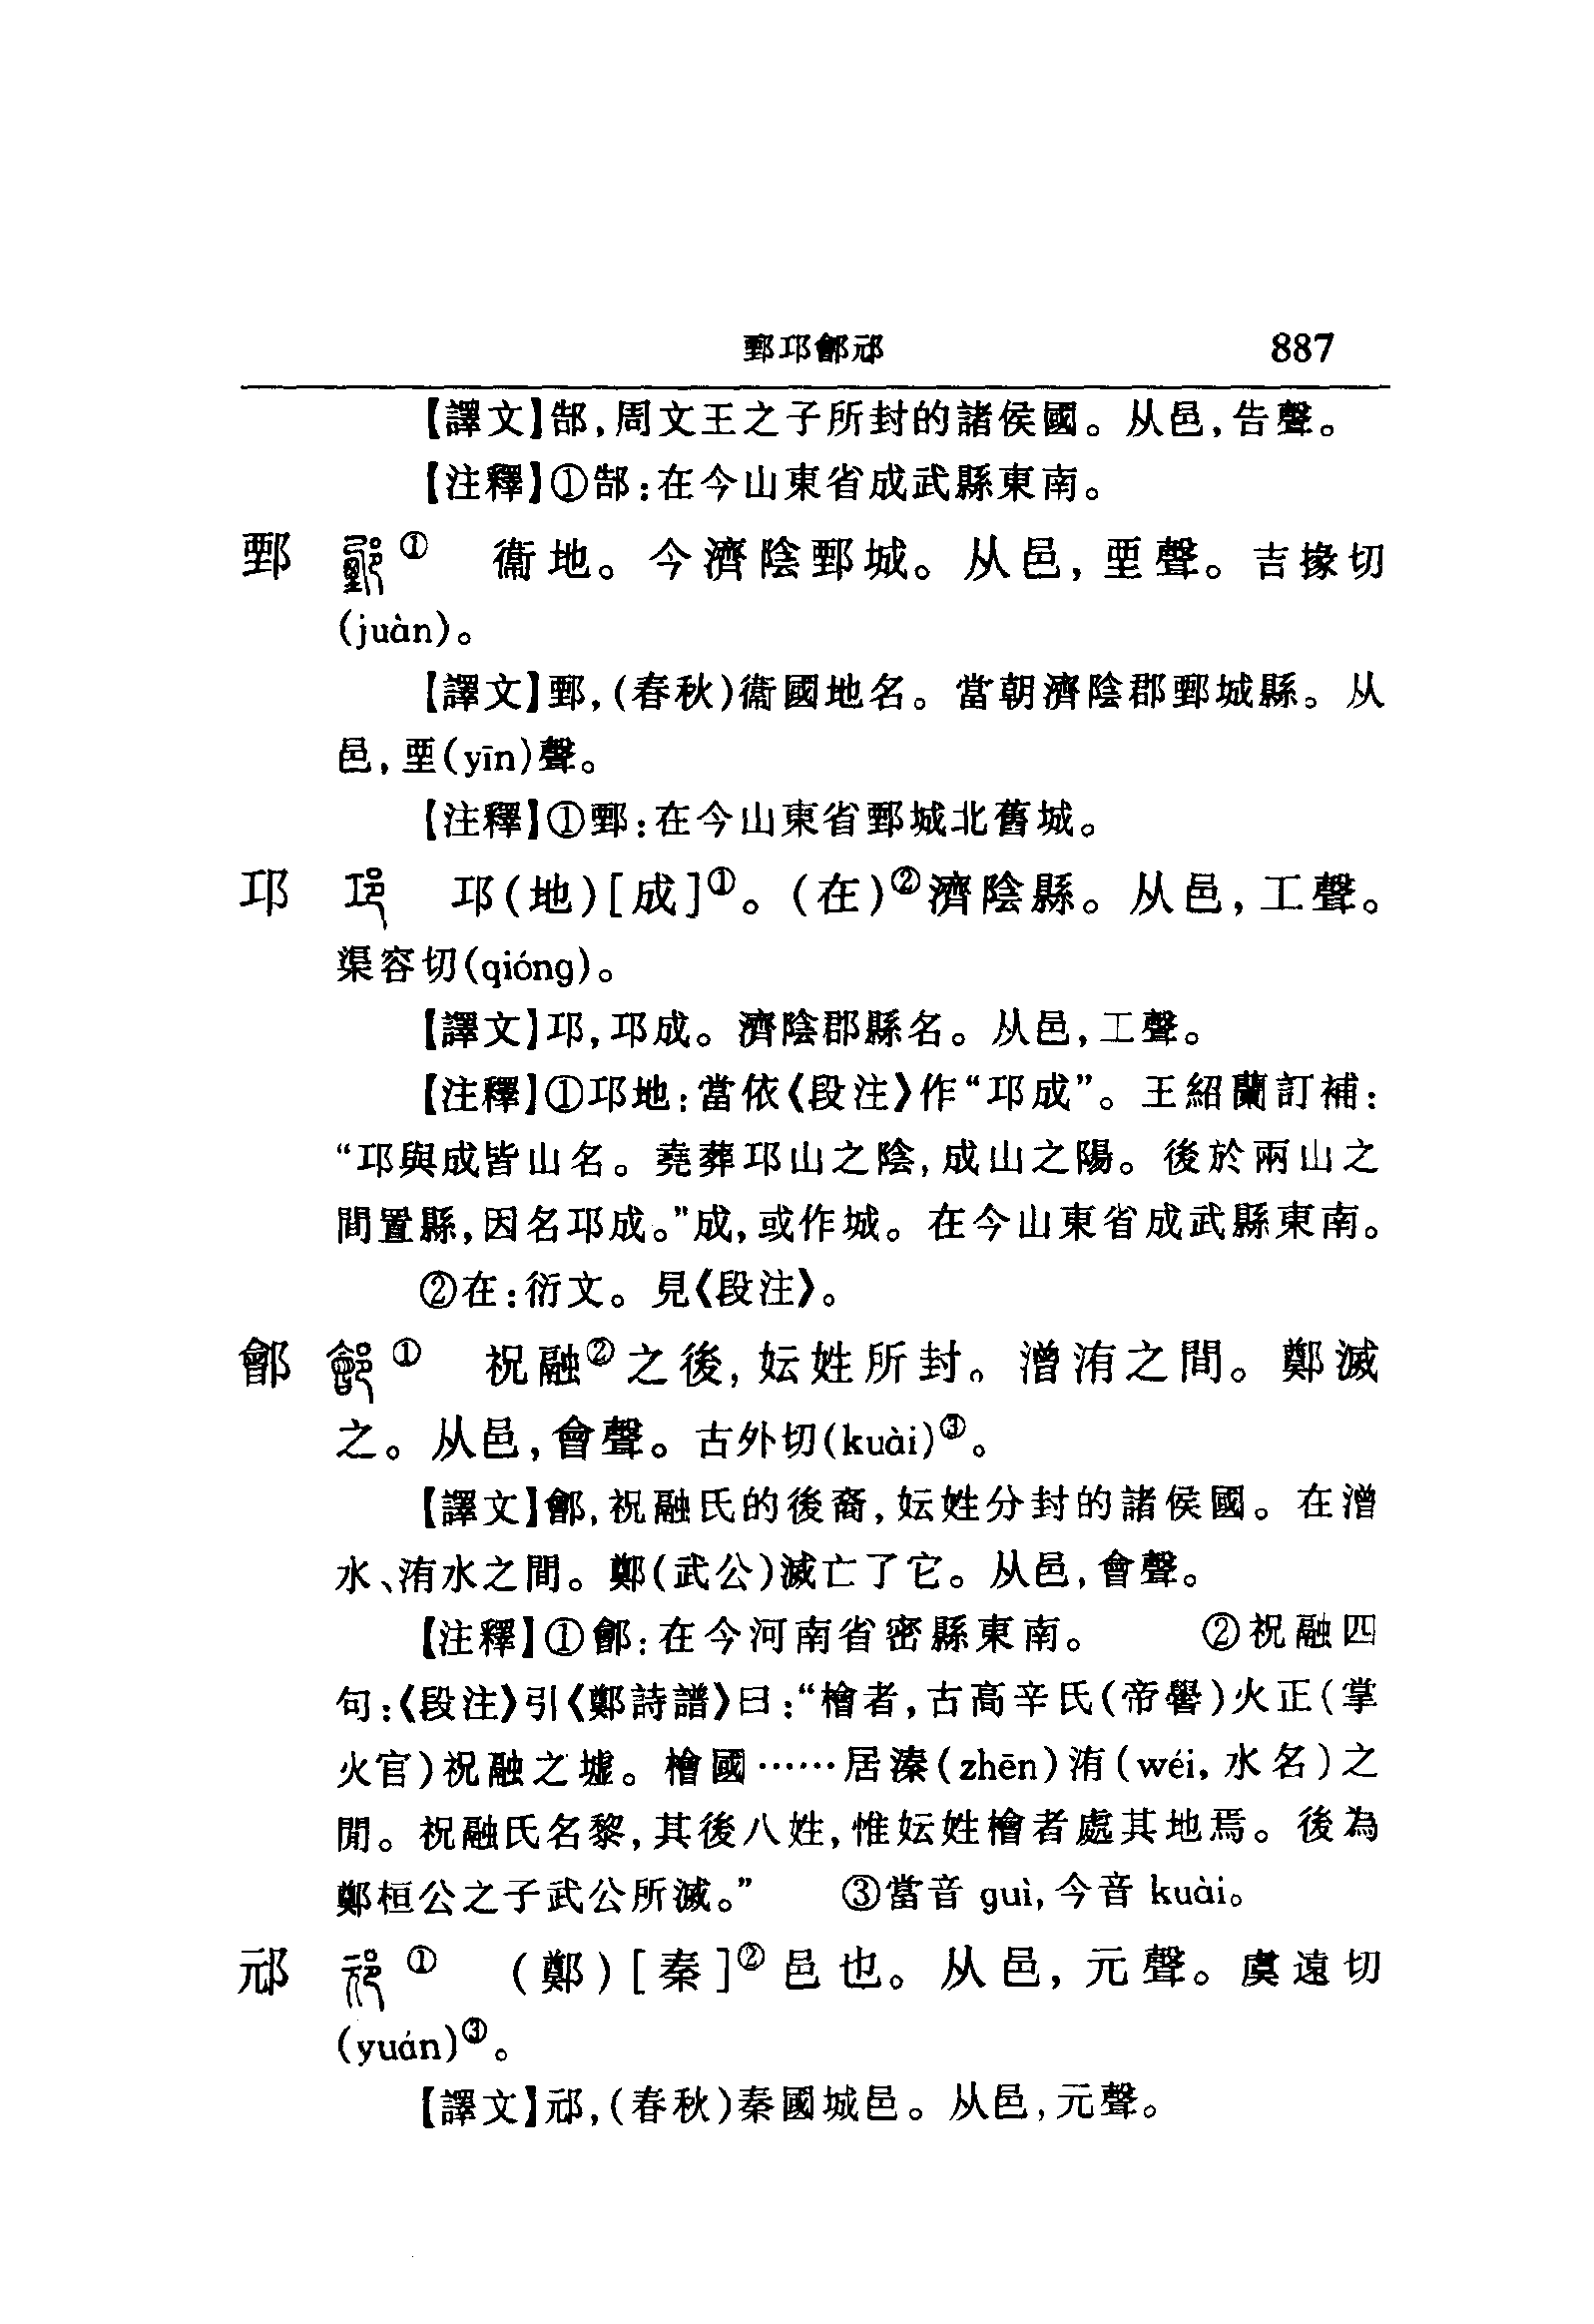 鄄邛鄶邧 887
【譯文】郜，周文王之子所封的諸侯國。从邑，告聲。
【注釋】①郜：在今山東省成武縣東南。
鄄 ① 衞地。今濟陰鄄城。从邑，垔聲。吉掾切
(juàn)。
【譯文】鄄，(春秋)衞國地名。當朝濟陰郡鄄城縣。从
邑，垔(yīn)聲。
【注釋】①鄄：在今山東省鄄城北舊城。
邛 邛(地)[成]①。(在)②濟陰縣。从邑，工聲。
渠容切(qióng)。
【譯文】邛，邛成。濟陰郡縣名。从邑，工聲。
【注釋】①邛地：當依《段注》作“邛成”。王紹蘭訂補：
“邛與成皆山名。堯葬邛山之陰，成山之陽。後於兩山之
間置縣，因名邛成。”成，或作城。在今山東省成武縣東南。
②在：衍文。見《段注》。
鄶 ① 祝融②之後，妘姓所封。潧洧之間。鄭滅
之。从邑，會聲。古外切(kuài)③。
【譯文】鄶，祝融氏的後裔，妘姓分封的諸侯國。在潧
水、洧水之間。鄭(武公)滅亡了它。从邑，會聲。
【注釋】①鄶：在今河南省密縣東南。 ②祝融四
句：《段注》引《鄭詩譜》曰：“檜者，古高辛氏(帝嚳)火正(掌
火官)祝融之墟。檜國……居溱(zhēn)洧(wéi，水名)之
閒。祝融氏名黎，其後八姓，惟妘姓檜者處其地焉。後為
鄭桓公之子武公所滅。” ③當音 guì，今音 kuài。
邧 ① (鄭)[秦]②邑也。从邑，元聲。虞遠切
(yuán)③。
【譯文】邧，(春秋)秦國城邑。从邑，元聲。